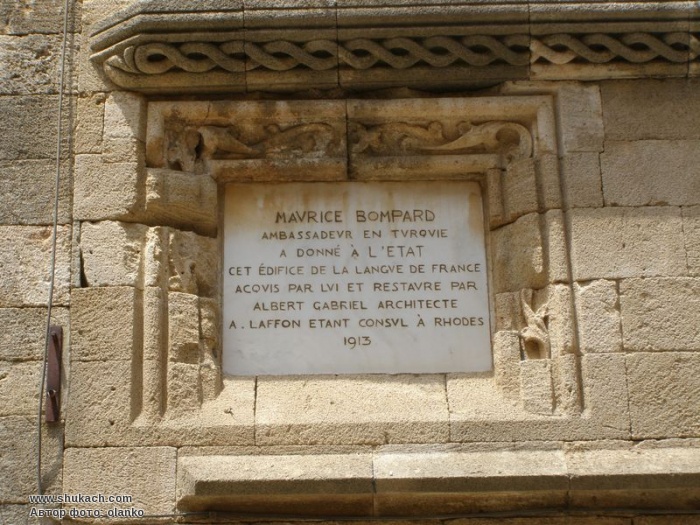 MAVRICE BOMPARD
AMBASSADEVR EN TVRQVIE
A DONNÉ À L'ETAT
CET ÉDIFICE DE LA LANGVE DE FRANCE
ACQVIS PAR LVI ET RESTAVRE PAR
ALBERT GABRIEL ARCHITECTE
A. LAFFON ETANT CONSVL À RHODES
1913
www.shukach.com
Автор фото: olanko